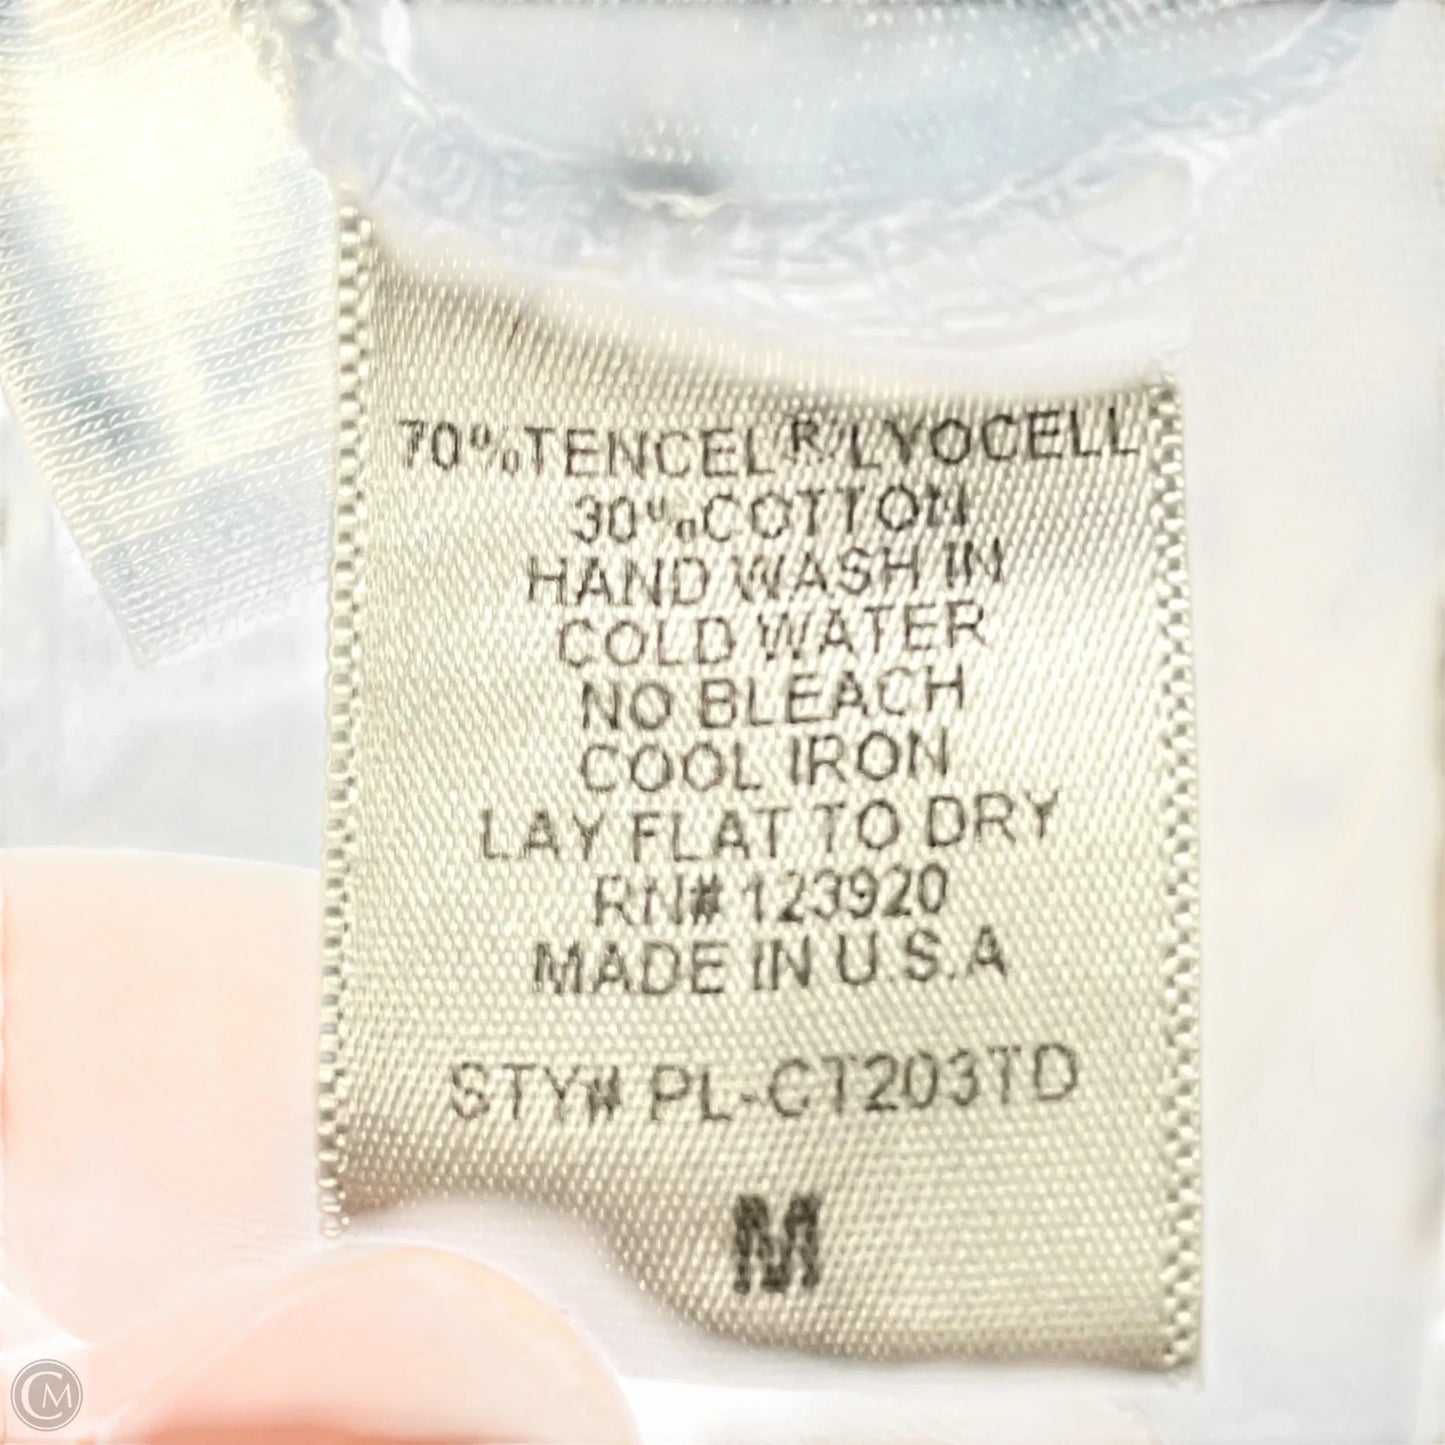 70%TENCEL®LYOCELL
30%COTTON
HAND WASH IN
COLD WATER
NO BLEACH
COOL IRON
LAY FLAT TO DRY
RN# 123920
MADE IN U.S.A
STY# PL-CT203TD
M
CM